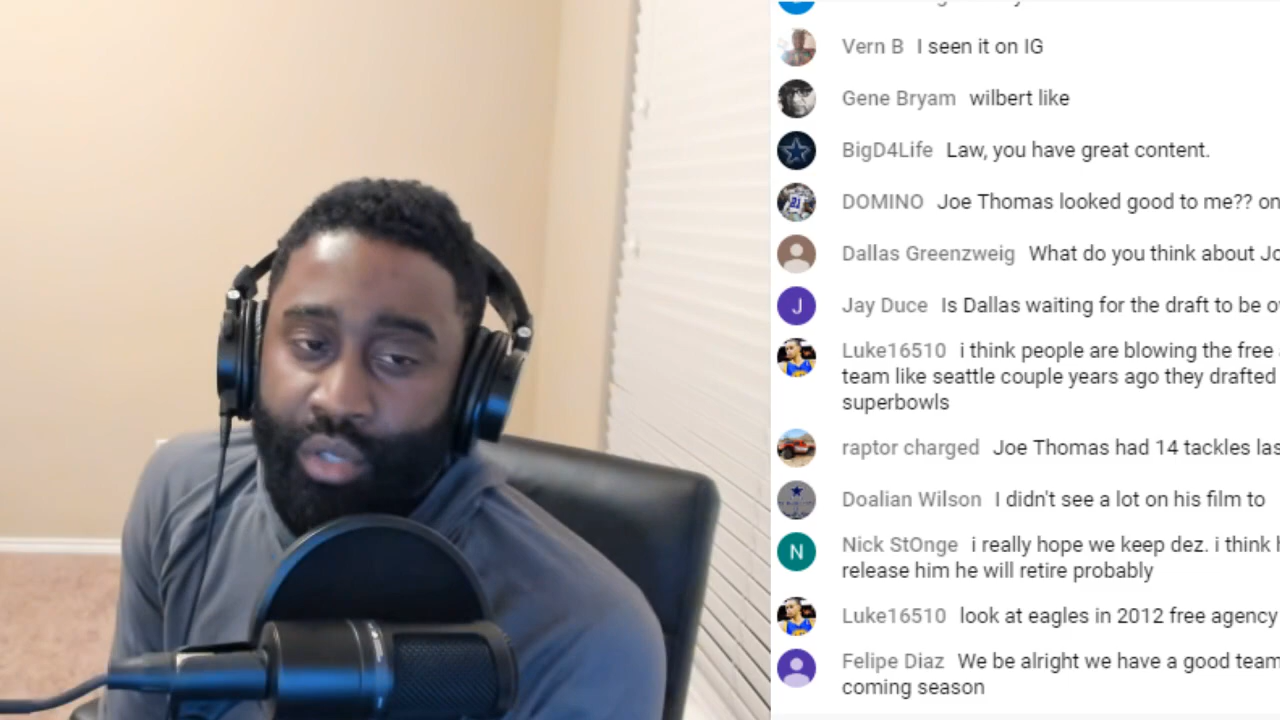 Vern B I seen it on IG
Gene Bryam wilbert like
BigD4Life Law, you have great content.
DOMINO Joe Thomas looked good to me?? on
Dallas Greenzweig What do you think about Jo
Jay Duce Is Dallas waiting for the draft to be o
J
Luke16510 i think people are blowing the free
team like seattle couple years ago they drafted
superbowls
raptor charged Joe Thomas had 14 tackles las
Doalian Wilson I didn't see a lot on his film to
N
Nick StOnge i really hope we keep dez. i think h
release him he will retire probably
Luke16510 look at eagles in 2012 free agency
Felipe Diaz We be alright we have a good team
coming season